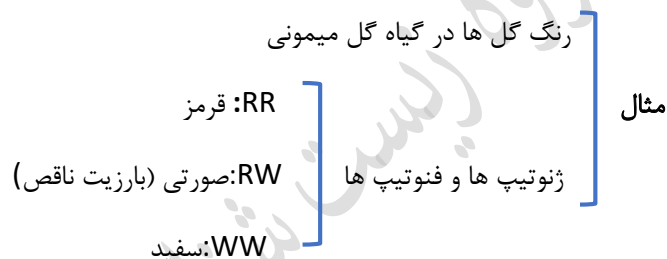 رنگ گل ها در گیاه گل میمونی
مثال
RR: قرمز
ژنوتیپ ها و فنوتیپ ها
RW:صورتی (بارزیت ناقص)
WW:سفید